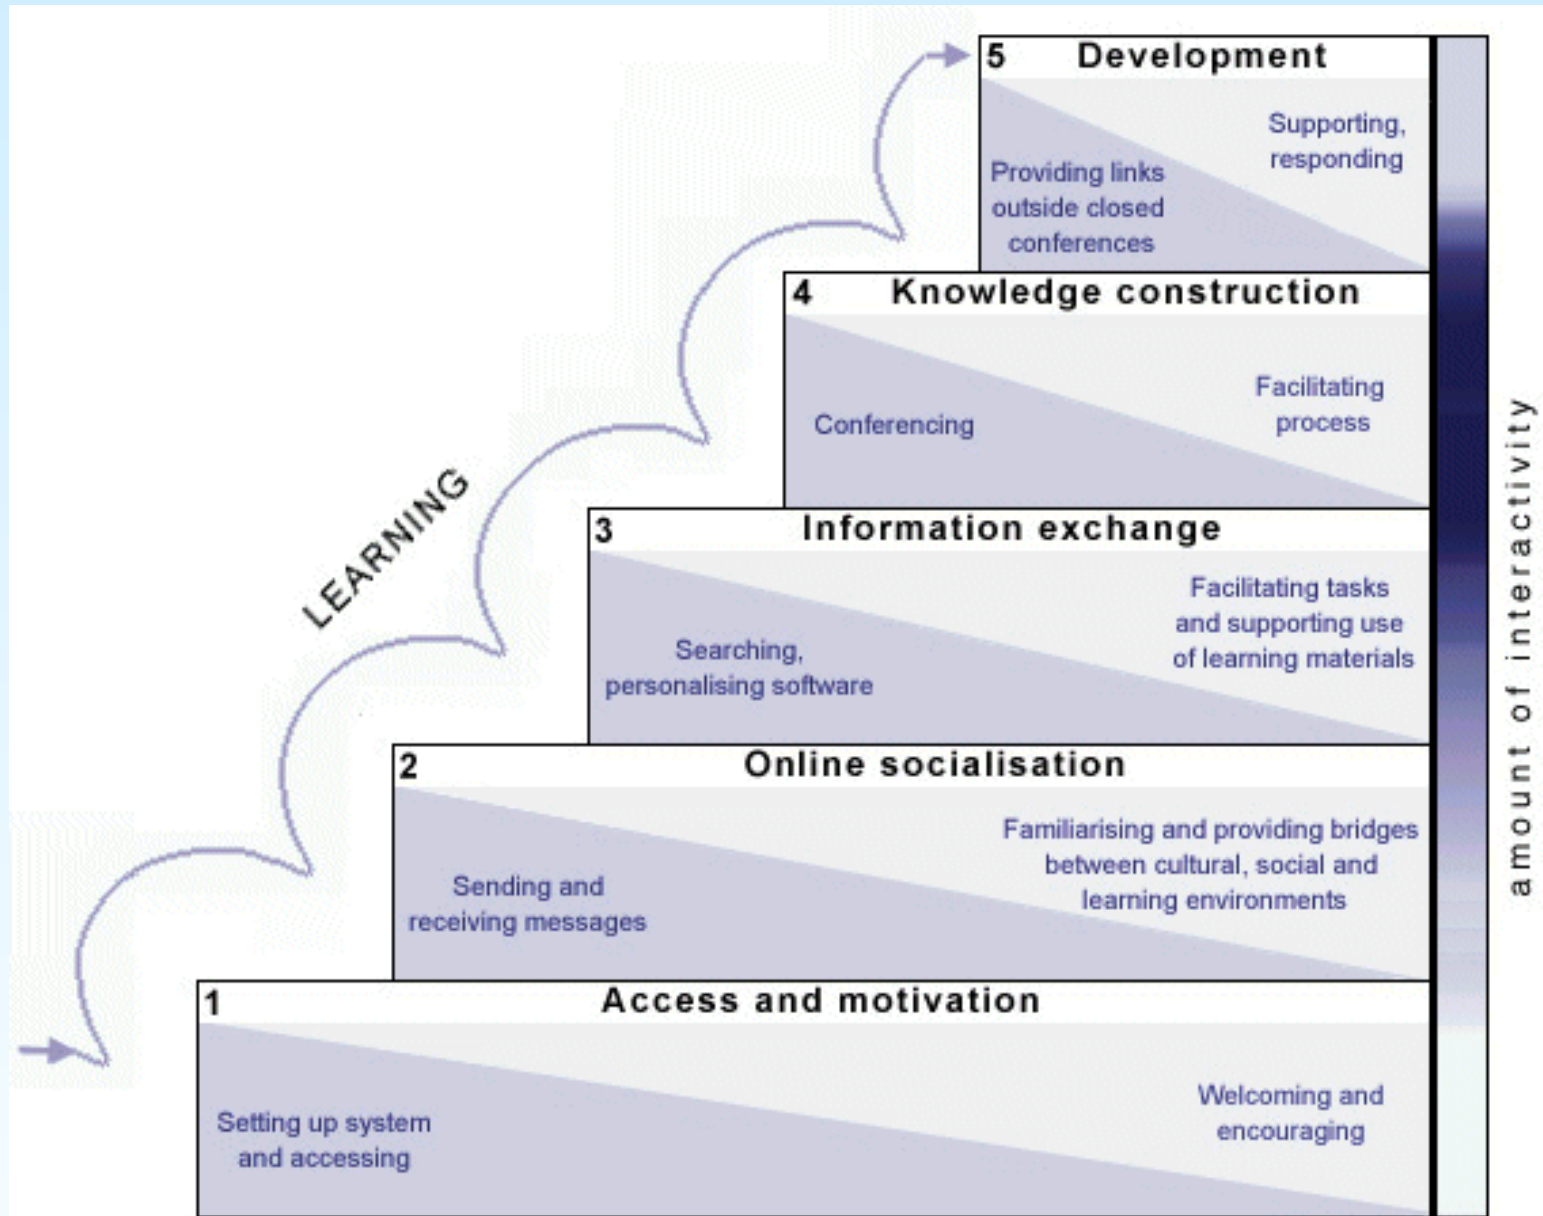 5 Development
Supporting,
responding
Providing links
outside closed
conferences
4 Knowledge construction
Facilitating
process
Conferencing
3 Information exchange
Facilitating tasks
and supporting use
of learning materials
Searching,
personalising software
2 Online socialisation
Familiarising and providing bridges
between cultural, social and
learning environments
Sending and
receiving messages
1 Access and motivation
Welcoming and
encouraging
Setting up system
and accessing
LEARNING
amount of interactivity